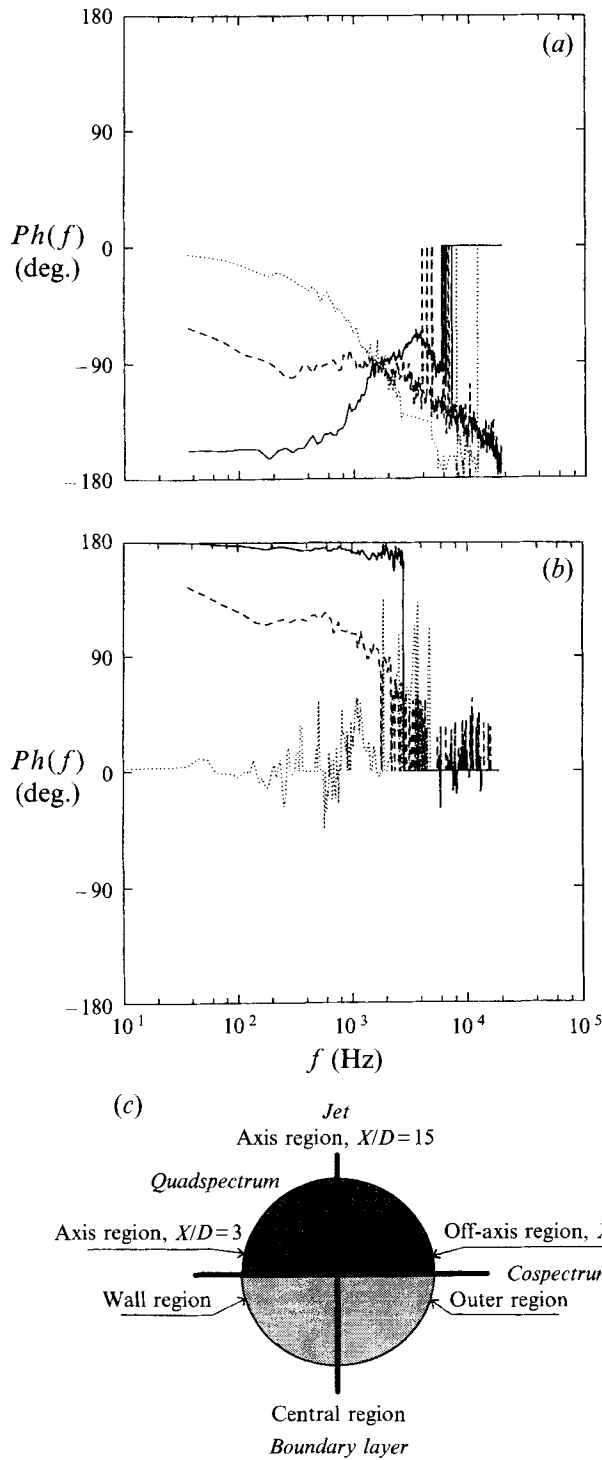 180
(a)
90
Ph(f)
(deg.)
0
−90
−180
180
(b)
90
Ph(f)
(deg.)
0
−90
−180
10¹ 10² 10³ 10⁴ 10⁵
f (Hz)
(c)
Jet
Axis region, X/D=15
Quadspectrum
Axis region, X/D=3
Off-axis region,
Wall region
Outer region
Central region
Boundary layer